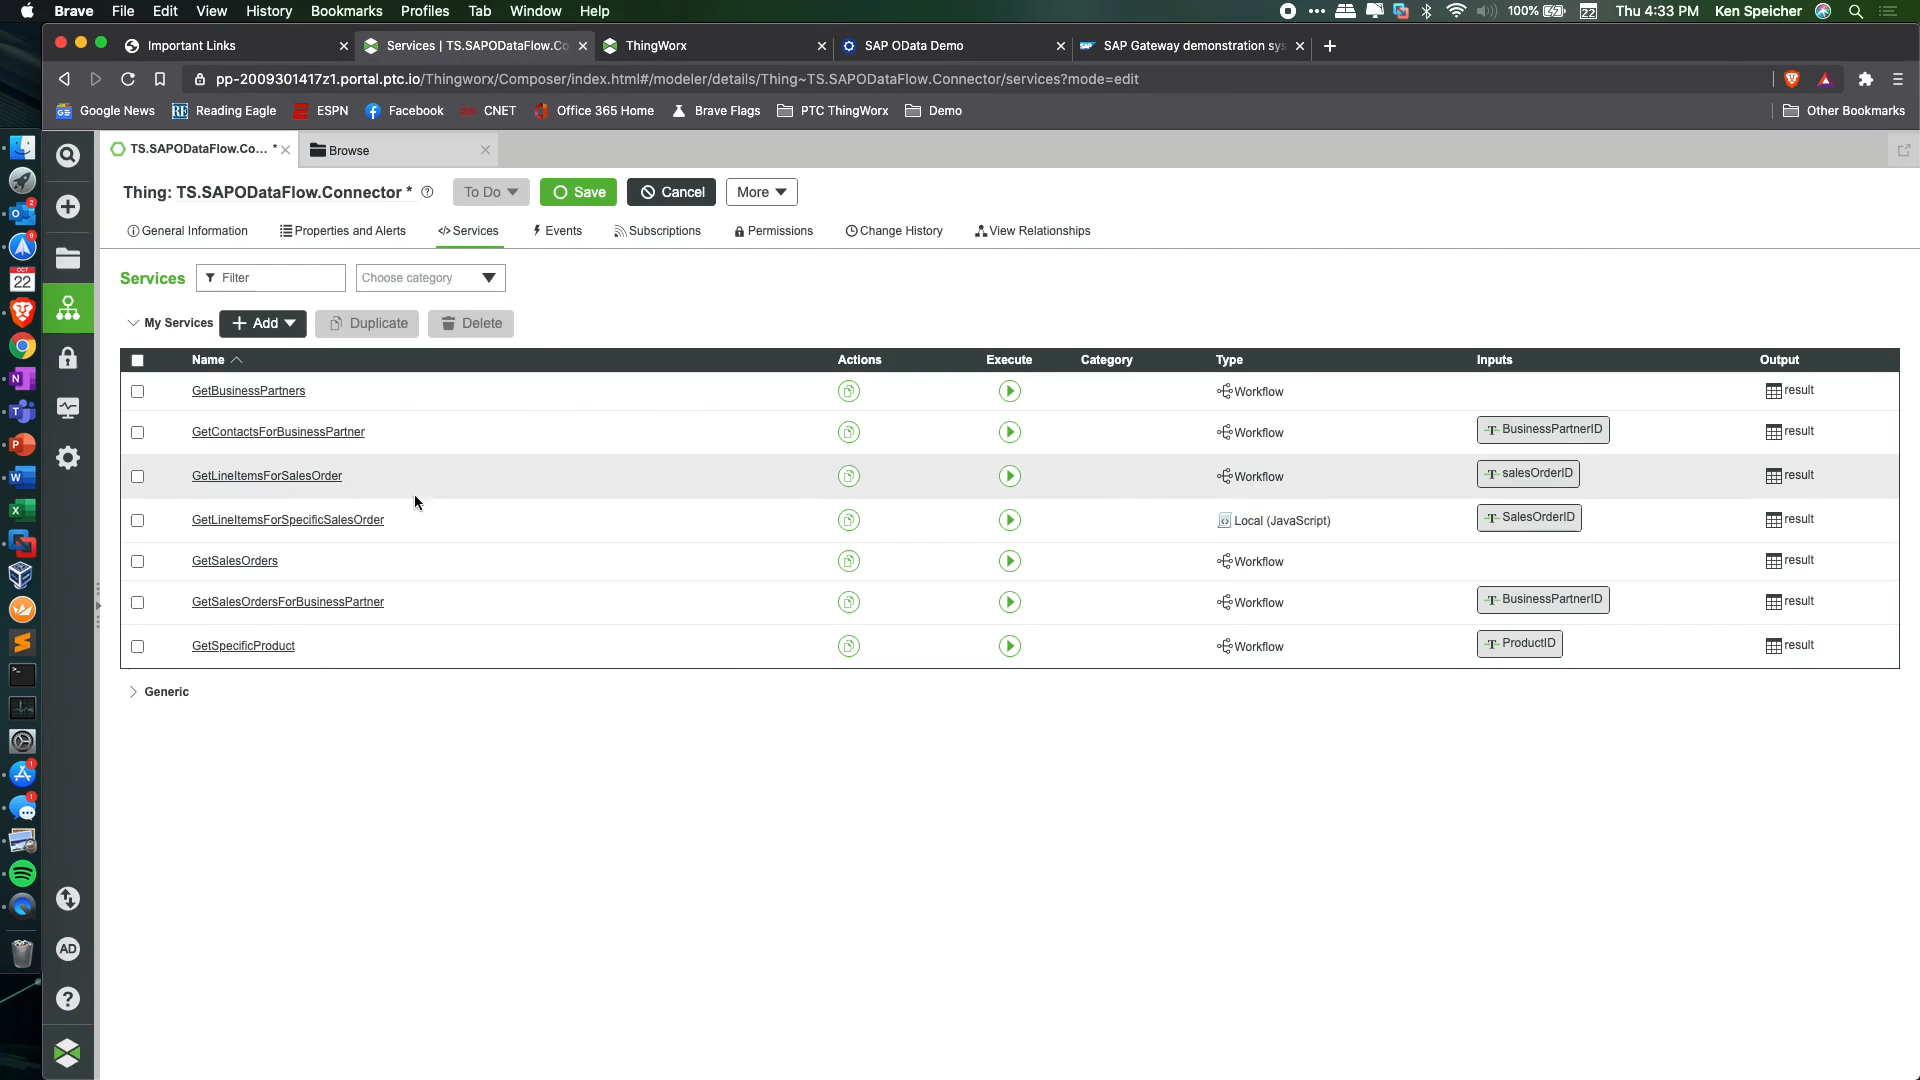 Brave File Edit View History Bookmarks Profiles Tab Window Help 100% 22 Thu 4:33 PM Ken Speicher
Important Links Services | TS.SAPODataFlow.Co ThingWorx SAP OData Demo SAP Gateway demonstration sys
pp-2009301417z1.portal.ptc.io/Thingworx/Composer/index.html#/modeler/details/Thing~TS.SAPODataFlow.Connector/services?mode=edit
Google News Reading Eagle ESPN Facebook CNET Office 365 Home Brave Flags PTC ThingWorx Demo Other Bookmarks
TS.SAPODataFlow.Co... * Browse
Thing: TS.SAPODataFlow.Connector * To Do Save Cancel More
General Information Properties and Alerts Services Events Subscriptions Permissions Change History View Relationships
Services Filter Choose category
My Services + Add Duplicate Delete
Name Actions Execute Category Type Inputs Output
GetBusinessPartners Workflow result
GetContactsForBusinessPartner Workflow BusinessPartnerID result
GetLineItemsForSalesOrder Workflow salesOrderID result
GetLineItemsForSpecificSalesOrder Local (JavaScript) SalesOrderID result
GetSalesOrders Workflow result
GetSalesOrdersForBusinessPartner Workflow BusinessPartnerID result
GetSpecificProduct Workflow ProductID result
Generic
OCT
22
AD